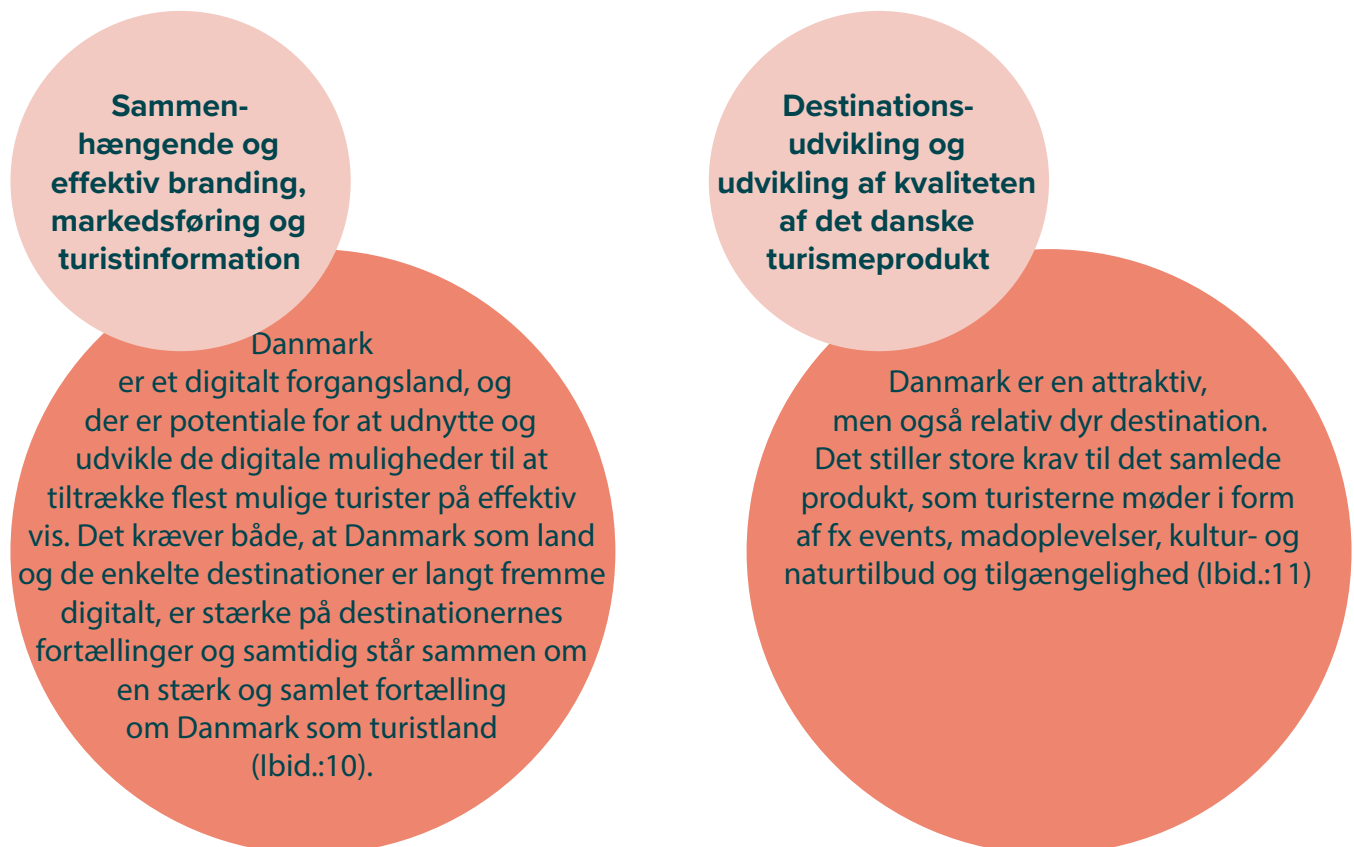 Sammen-
hængende og
effektiv branding,
markedsføring og
turistinformation
Danmark
er et digitalt forgangsland, og
der er potentiale for at udnytte og
udvikle de digitale muligheder til at
tiltrække flest mulige turister på effektiv
vis. Det kræver både, at Danmark som land
og de enkelte destinationer er langt fremme
digitalt, er stærke på destinationernes
fortællinger og samtidig står sammen om
en stærk og samlet fortælling
om Danmark som turistland
(Ibid.:10).
Destinations-
udvikling og
udvikling af kvaliteten
af det danske
turismeprodukt
Danmark er en attraktiv,
men også relativ dyr destination.
Det stiller store krav til det samlede
produkt, som turisterne møder i form
af fx events, madoplevelser, kultur- og
naturtilbud og tilgængelighed (Ibid.:11)